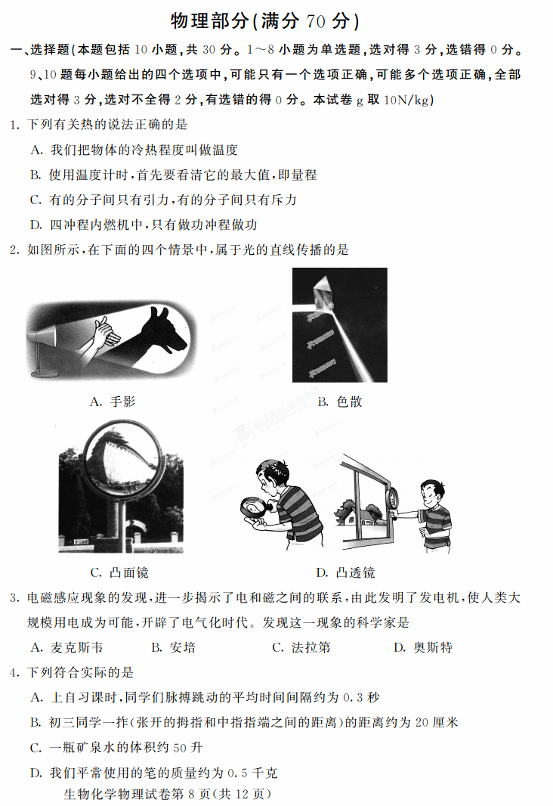 物理部分(满分 70 分)
一、选择题(本题包括 10 小题,共 30 分。1～8 小题为单选题,选对得 3 分,选错得 0 分。
9、10 题每小题给出的四个选项中,可能只有一个选项正确,可能多个选项正确,全部
选对得 3 分,选对不全得 2 分,有选错的得 0 分。本试卷 g 取 10N/kg)
1. 下列有关热的说法正确的是
A. 我们把物体的冷热程度叫做温度
B. 使用温度计时,首先要看清它的最大值,即量程
C. 有的分子间只有引力,有的分子间只有斥力
D. 四冲程内燃机中,只有做功冲程做功
2. 如图所示,在下面的四个情景中,属于光的直线传播的是
A. 手影 B. 色散
C. 凸面镜 D. 凸透镜
3. 电磁感应现象的发现,进一步揭示了电和磁之间的联系,由此发明了发电机,使人类大
规模用电成为可能,开辟了电气化时代。发现这一现象的科学家是
A. 麦克斯韦 B. 安培 C. 法拉第 D. 奥斯特
4. 下列符合实际的是
A. 上自习课时,同学们脉搏跳动的平均时间间隔约为 0.3 秒
B. 初三同学一拃(张开的拇指和中指指端之间的距离)的距离约为 20 厘米
C. 一瓶矿泉水的体积约 50 升
D. 我们平常使用的笔的质量约为 0.5 千克
生物化学物理试卷第 8 页(共 12 页)